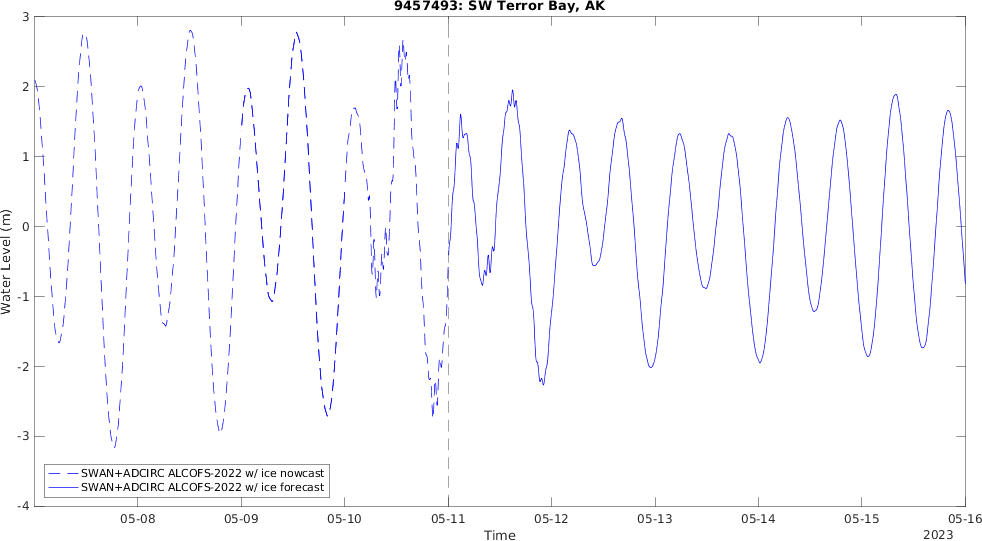 9457493: SW Terror Bay, AK
3
2
1
0
-1
-2
-3
-4
Water Level (m)
SWAN+ADCIRC ALCOFS-2022 w/ ice nowcast
SWAN+ADCIRC ALCOFS-2022 w/ ice forecast
05-08 05-09 05-10 05-11 05-12 05-13 05-14 05-15 05-16
Time
2023